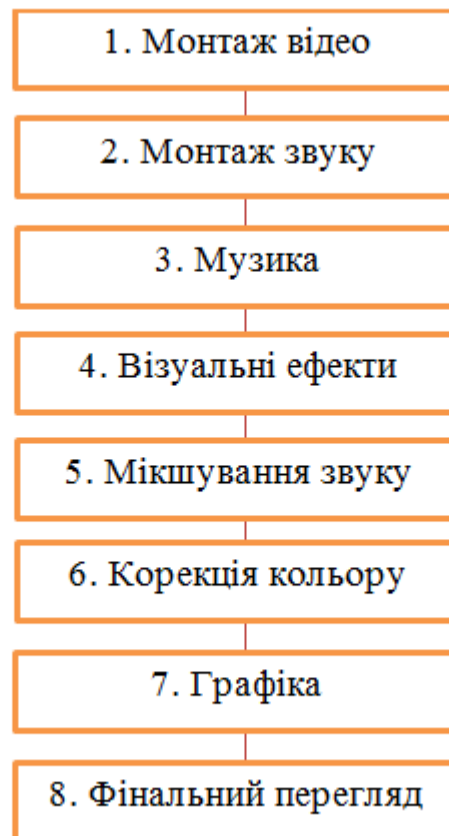 1. Монтаж відео
2. Монтаж звуку
3. Музика
4. Візуальні ефекти
5. Мікшування звуку
6. Корекція кольору
7. Графіка
8. Фінальний перегляд